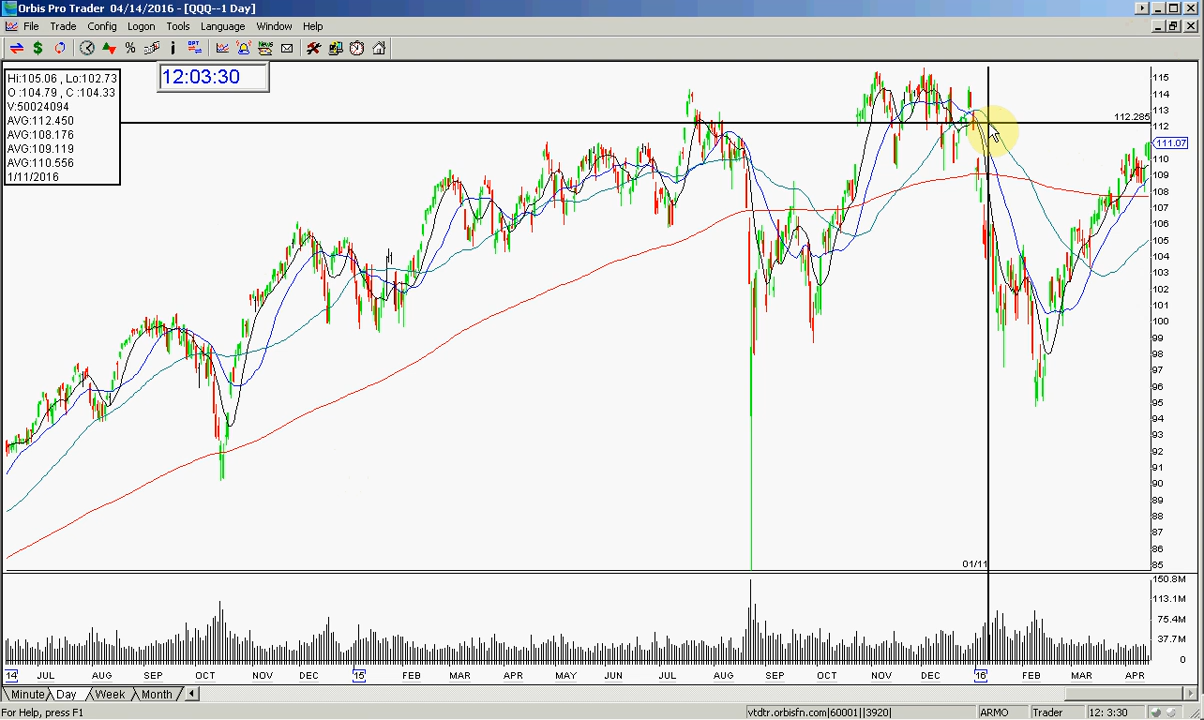 Orbis Pro Trader 04/14/2016 - [QQQ--1 Day]
File Trade Config Logon Tools Language Window Help
12:03:30
Hi:105.06 , Lo:102.73
O :104.79 , C :104.33
V:50024094
AVG:112.450
AVG:108.176
AVG:109.119
AVG:110.556
1/11/2016
115
114
113
112.285
112
111.07
10
109
108
107
106
105
104
103
102
101
100
99
98
97
96
95
94
93
92
91
90
89
88
87
86
85
01/11
150.8M
113.1M
75.4M
37.7M
0
14 JUL AUG SEP OCT NOV DEC 15 FEB MAR APR MAY JUN JUL AUG SEP OCT NOV DEC 16 FEB MAR APR
Minute Day Week Month
For Help, press F1
vtdtr.orbisfn.com|60001||3920| ARMO Trader 12: 3:30